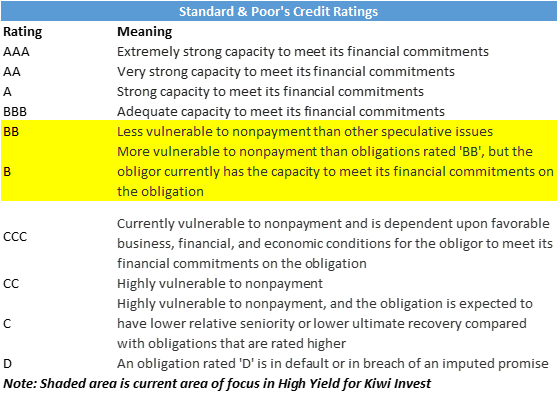 Standard & Poor's Credit Ratings
Rating Meaning
AAA Extremely strong capacity to meet its financial commitments
AA Very strong capacity to meet its financial commitments
A Strong capacity to meet its financial commitments
BBB Adequate capacity to meet its financial commitments
BB Less vulnerable to nonpayment than other speculative issues
More vulnerable to nonpayment than obligations rated 'BB', but the
B obligor currently has the capacity to meet its financial commitments on
the obligation
Currently vulnerable to nonpayment and is dependent upon favorable
CCC business, financial, and economic conditions for the obligor to meet its
financial commitments on the obligation
CC Highly vulnerable to nonpayment
Highly vulnerable to nonpayment, and the obligation is expected to
C have lower relative seniority or lower ultimate recovery compared
with obligations that are rated higher
D An obligation rated 'D' is in default or in breach of an imputed promise
Note: Shaded area is current area of focus in High Yield for Kiwi Invest